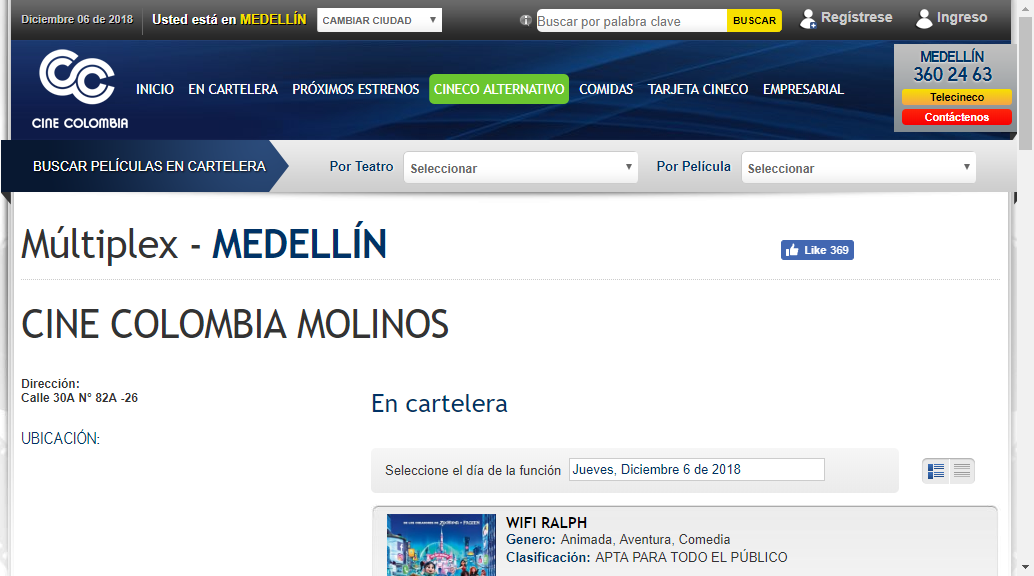 Diciembre 06 de 2018
Usted está en MEDELLÍN
CAMBIAR CIUDAD
Buscar por palabra clave
BUSCAR
Regístrese
Ingreso
CINE COLOMBIA
INICIO
EN CARTELERA
PRÓXIMOS ESTRENOS
CINECO ALTERNATIVO
COMIDAS
TARJETA CINECO
EMPRESARIAL
MEDELLÍN
360 24 63
Telecineco
Contáctenos
BUSCAR PELÍCULAS EN CARTELERA
Por Teatro
Seleccionar
Por Película
Seleccionar
Múltiplex - MEDELLÍN
Like 369
CINE COLOMBIA MOLINOS
Dirección:
Calle 30A N° 82A -26
UBICACIÓN:
En cartelera
Seleccione el día de la función
Jueves, Diciembre 6 de 2018
WIFI RALPH
Genero: Animada, Aventura, Comedia
Clasificación: APTA PARA TODO EL PÚBLICO